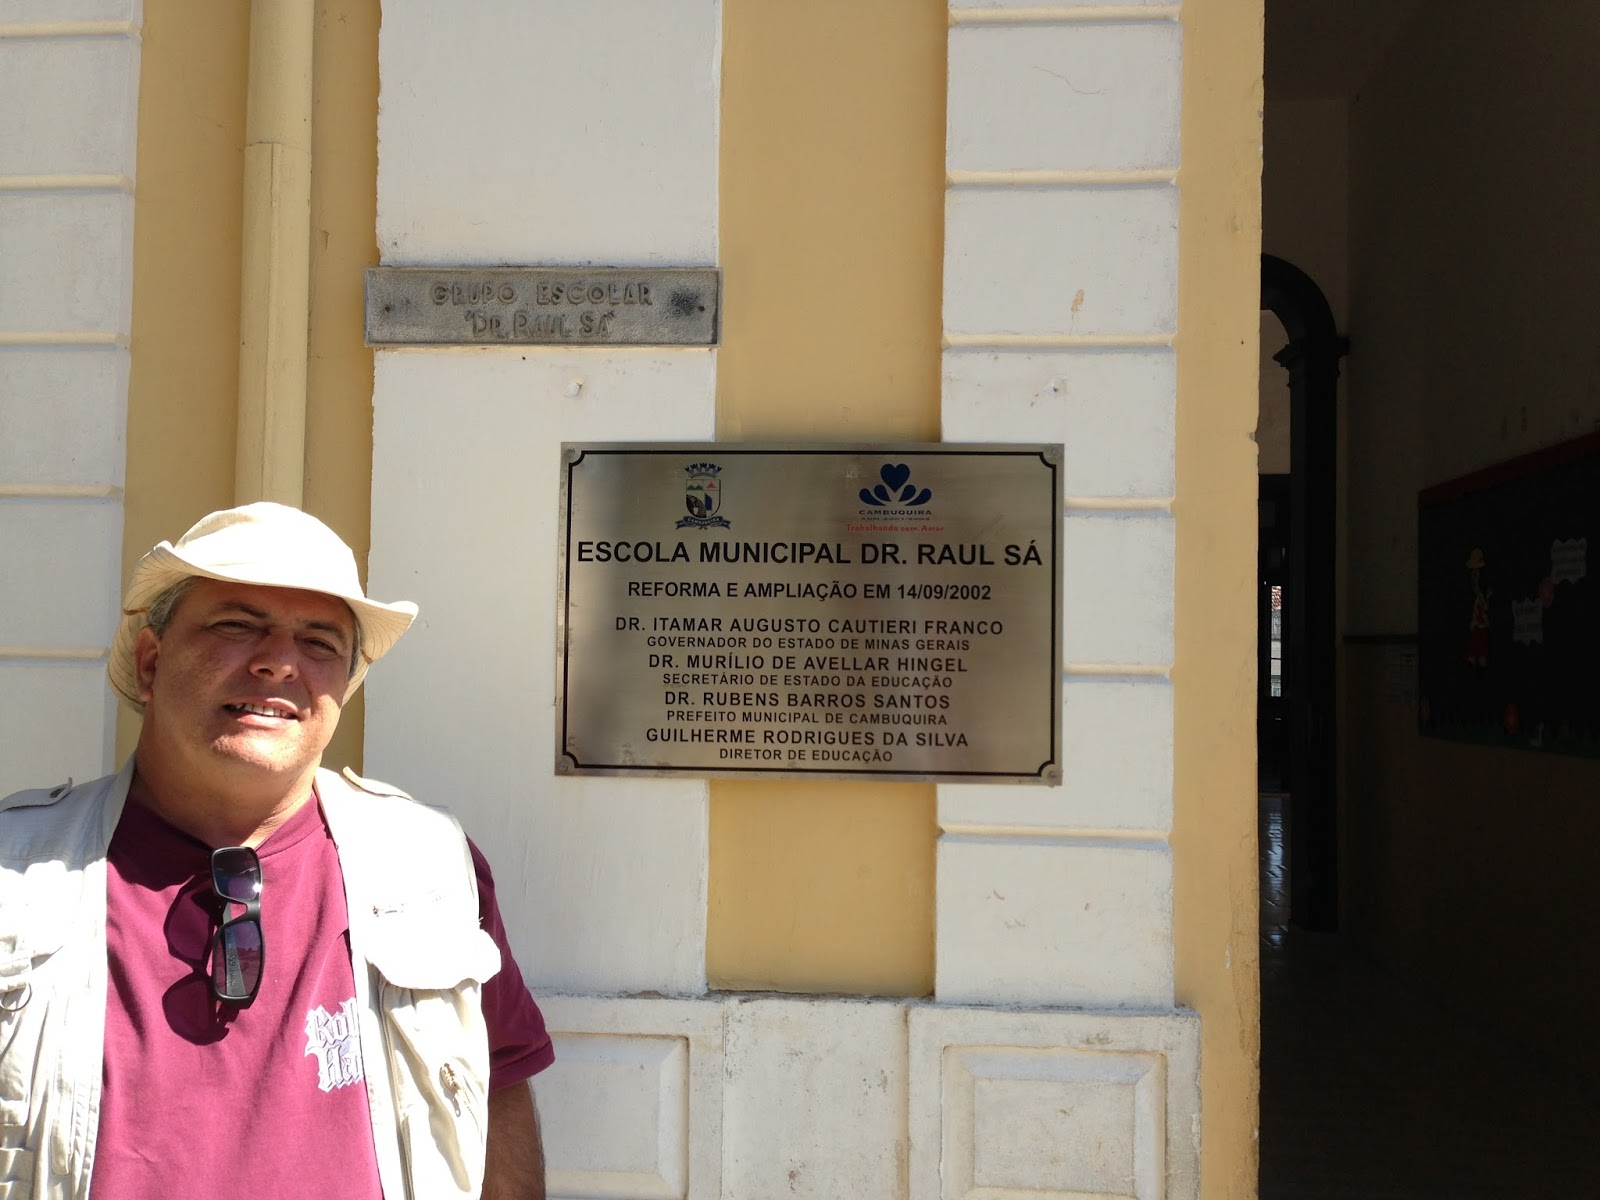 GRUPO ESCOLAR
"DR. RAUL SÁ"
CAMBUQUIRA
CAMBUQUIRA
Trabalhando com Amor
ESCOLA MUNICIPAL DR. RAUL SÁ
REFORMA E AMPLIAÇÃO EM 14/09/2002
DR. ITAMAR AUGUSTO CAUTIERI FRANCO
GOVERNADOR DO ESTADO DE MINAS GERAIS
DR. MURÍLIO DE AVELLAR HINGEL
SECRETÁRIO DE ESTADO DA EDUCAÇÃO
DR. RUBENS BARROS SANTOS
PREFEITO MUNICIPAL DE CAMBUQUIRA
GUILHERME RODRIGUES DA SILVA
DIRETOR DE EDUCAÇÃO